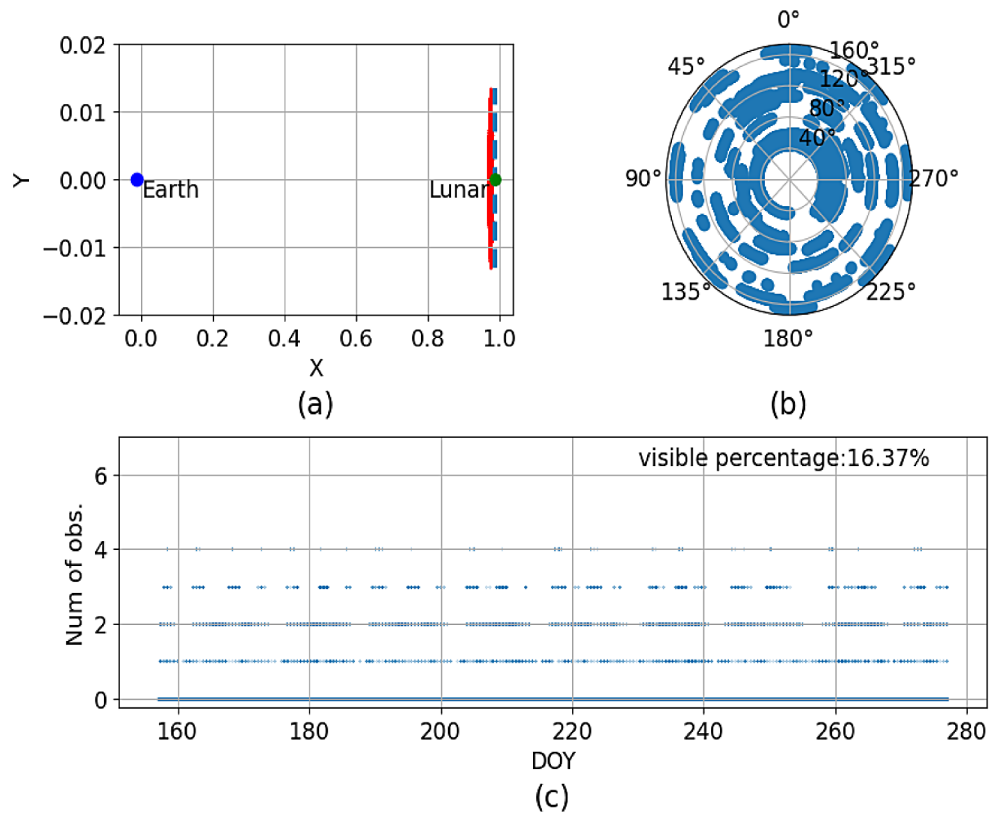 0.02
0.01
0.00
−0.01
−0.02
Y
Earth
Lunar
0.0 0.2 0.4 0.6 0.8 1.0
X
(a)
0°
45°
315°
160°
120°
80°
40°
90°
270°
135°
225°
180°
(b)
visible percentage:16.37%
6
4
2
0
Num of obs.
160 180 200 220 240 260 280
DOY
(c)